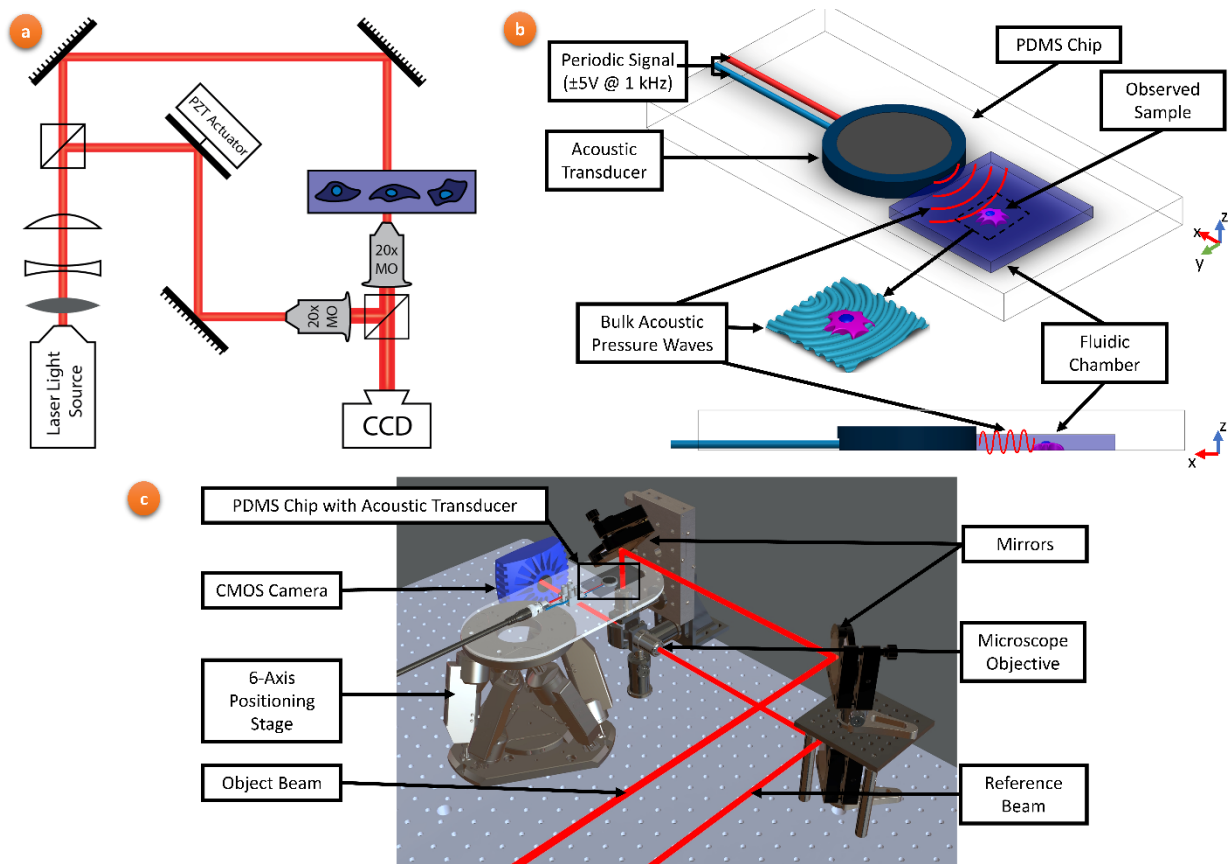 a
PZT Actuator
20x
MO
20x
MO
Laser Light
Source
CCD
b
Periodic Signal
(±5V @ 1 kHz)
PDMS Chip
Observed
Sample
Acoustic
Transducer
z
x
y
Bulk Acoustic
Pressure Waves
Fluidic
Chamber
z
x
c
PDMS Chip with Acoustic Transducer
Mirrors
CMOS Camera
Microscope
Objective
6-Axis
Positioning
Stage
Object Beam
Reference
Beam